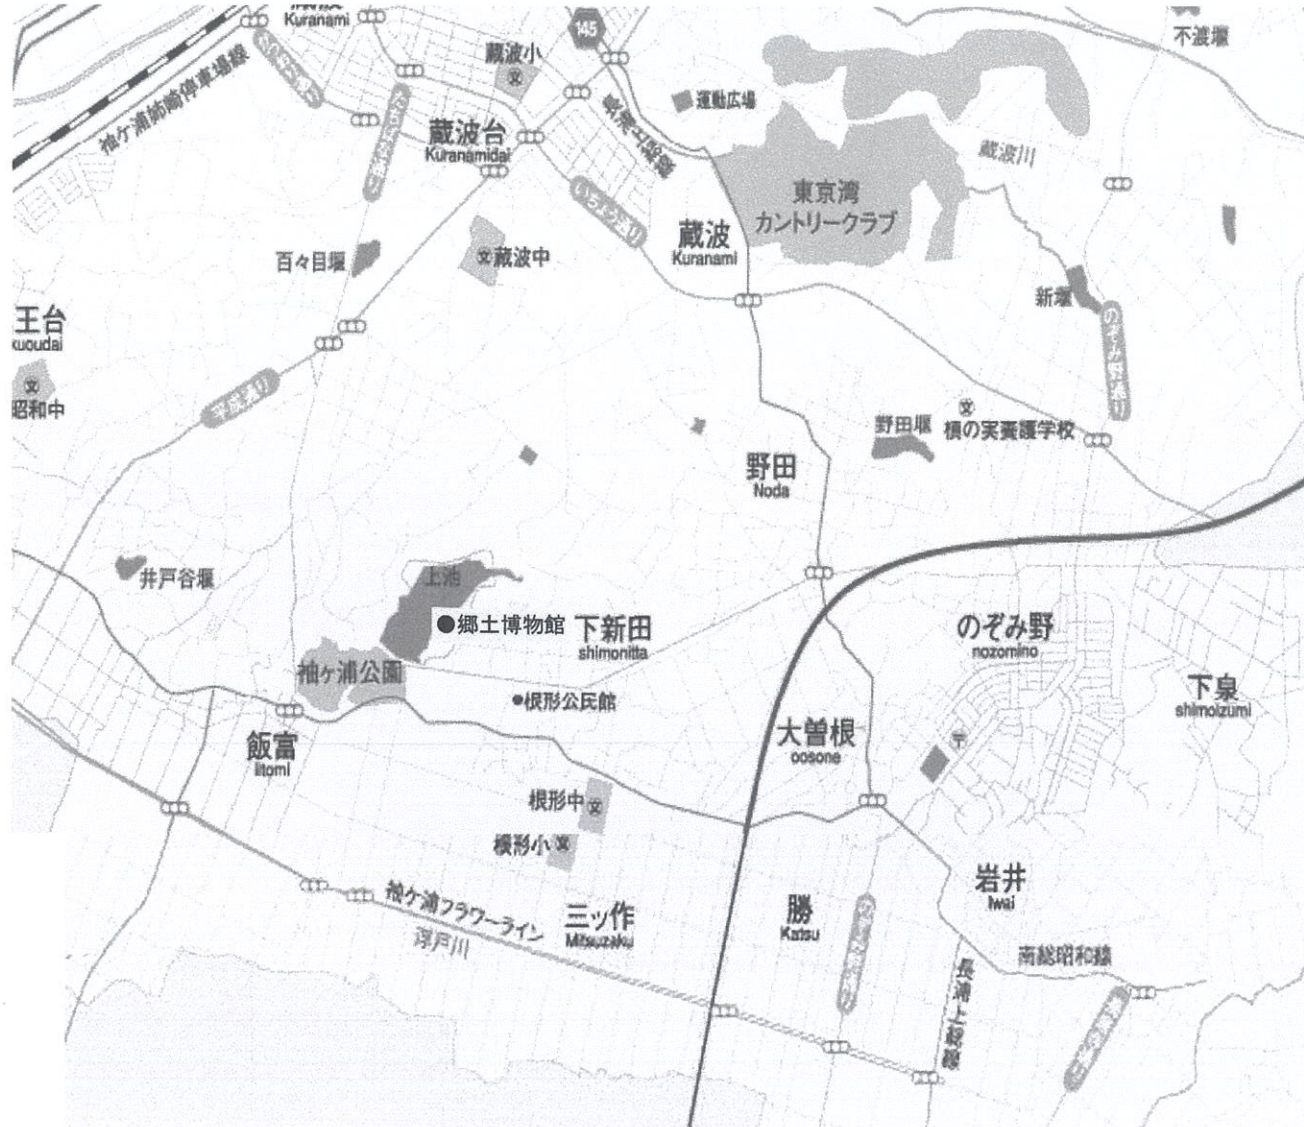 Kuranami
145
不渡堰
蔵波小
運動広場
袖ケ浦姉崎停車場線
蔵波台
Kuranamidai
蔵波川
東京湾
カントリークラブ
いちょう通り
蔵波
Kuranami
百々目堰
蔵波中
新堰
王台
kuoudai
昭和中
のぞみ野通り
平成通り
野田堰
槙の実養護学校
野田
Noda
井戸谷堰
上池
●郷土博物館
下新田
shimonitta
のぞみ野
nozomino
袖ヶ浦公園
下泉
shimoizumi
根形公民館
飯富
Iitomi
大曽根
oosone
根形中
根形小
岩井
Iwai
袖ケ浦フラワーライン
三ッ作
Mitsuzaku
勝
Katsu
浮戸川
南総昭和線
長浦上総線